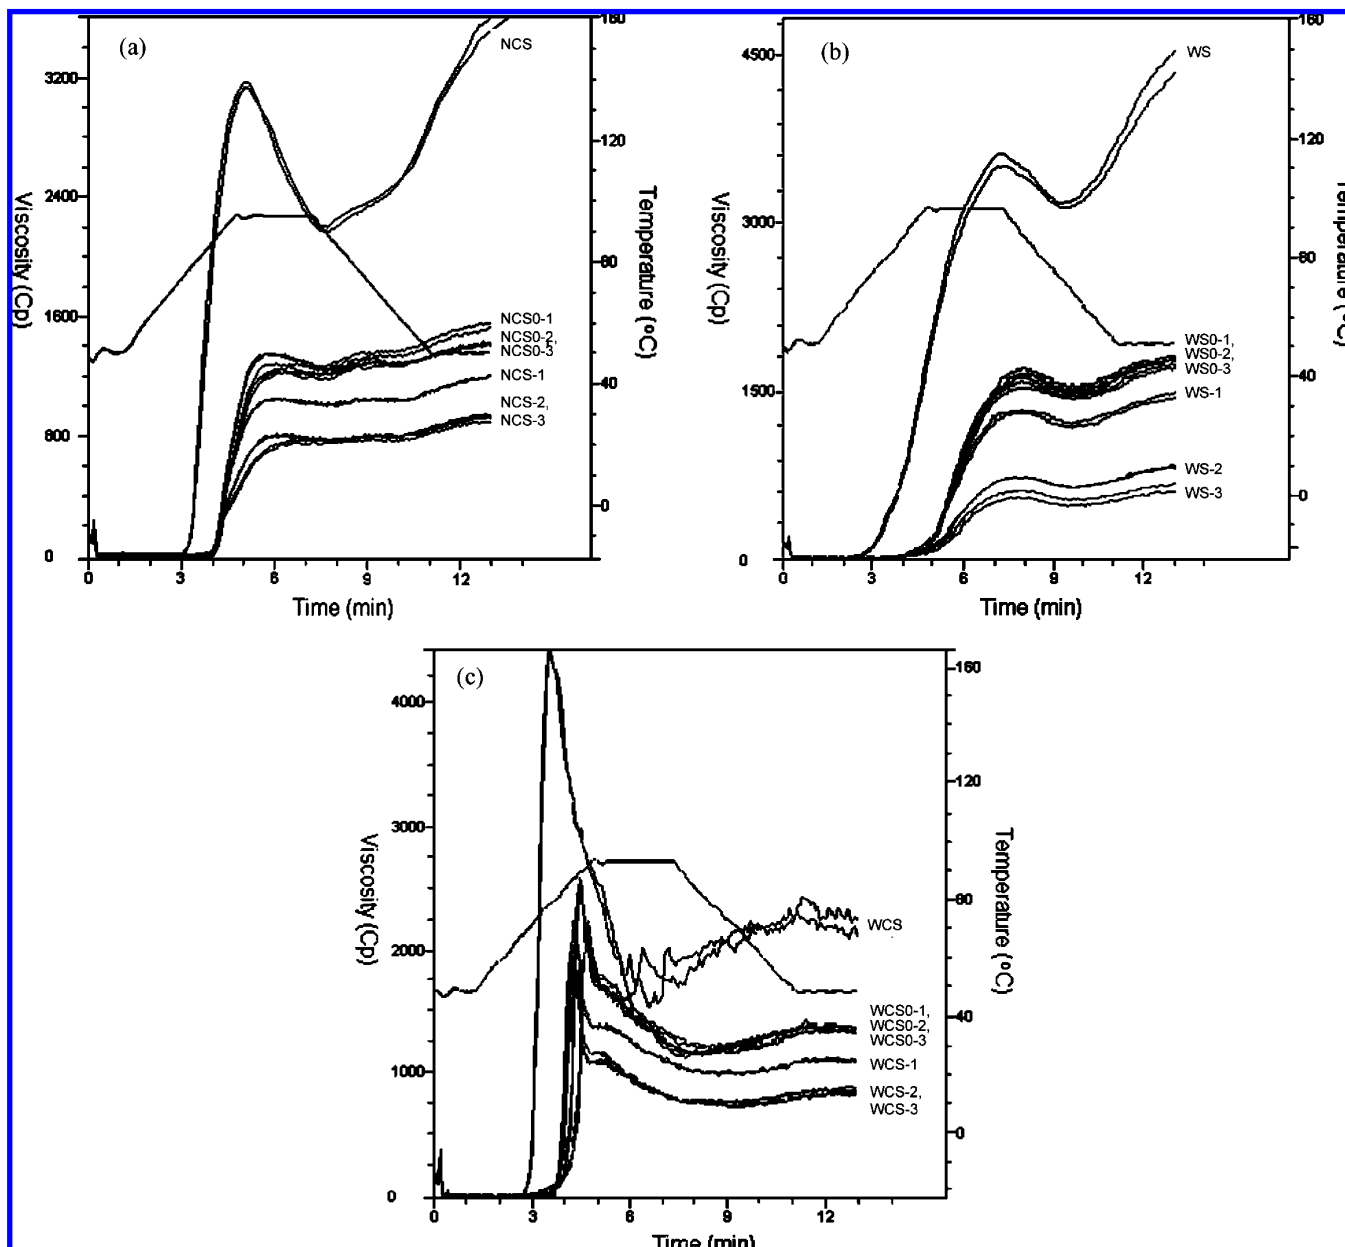 (a)
NCS
3200
2400
1600
800
0
Viscosity (Cp)
160
120
80
40
0
Temperature (°C)
NCS0-1
NCS0-2,
NCS0-3
NCS-1
NCS-2,
NCS-3
0 3 6 9 12
Time (min)
(b)
WS
4500
3000
1500
0
Viscosity (Cp)
160
120
80
40
0
Temperature (°C)
WS0-1,
WS0-2,
WS0-3
WS-1
WS-2
WS-3
0 3 6 9 12
Time (min)
(c)
4000
3000
2000
1000
0
Viscosity (Cp)
160
120
80
40
0
Temperature (°C)
WCS
WCS0-1,
WCS0-2,
WCS0-3
WCS-1
WCS-2,
WCS-3
0 3 6 9 12
Time (min)